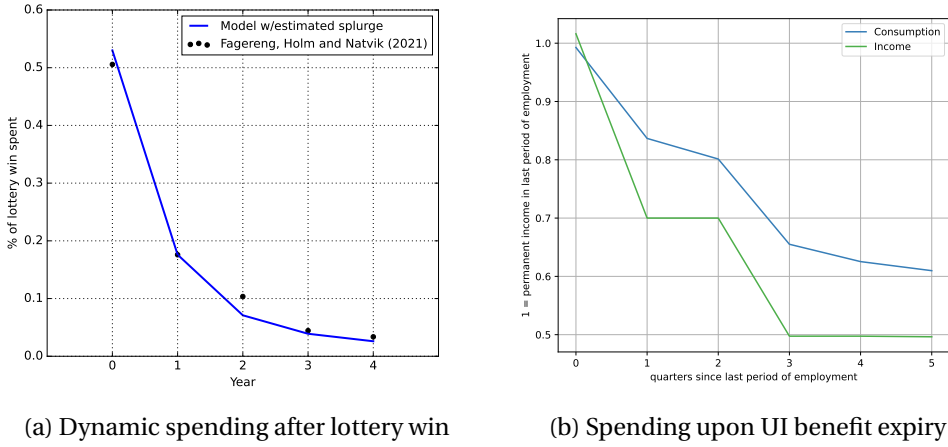 0.6
0.5
0.4
0.3
0.2
0.1
0.0
% of lottery win spent
Model w/estimated splurge
Fagereng, Holm and Natvik (2021)
0 1 2 3 4
Year
(a) Dynamic spending after lottery win
1.0
0.9
0.8
0.7
0.6
0.5
1 = permanent income in last period of employment
Consumption
Income
0 1 2 3 4 5
quarters since last period of employment
(b) Spending upon UI benefit expiry